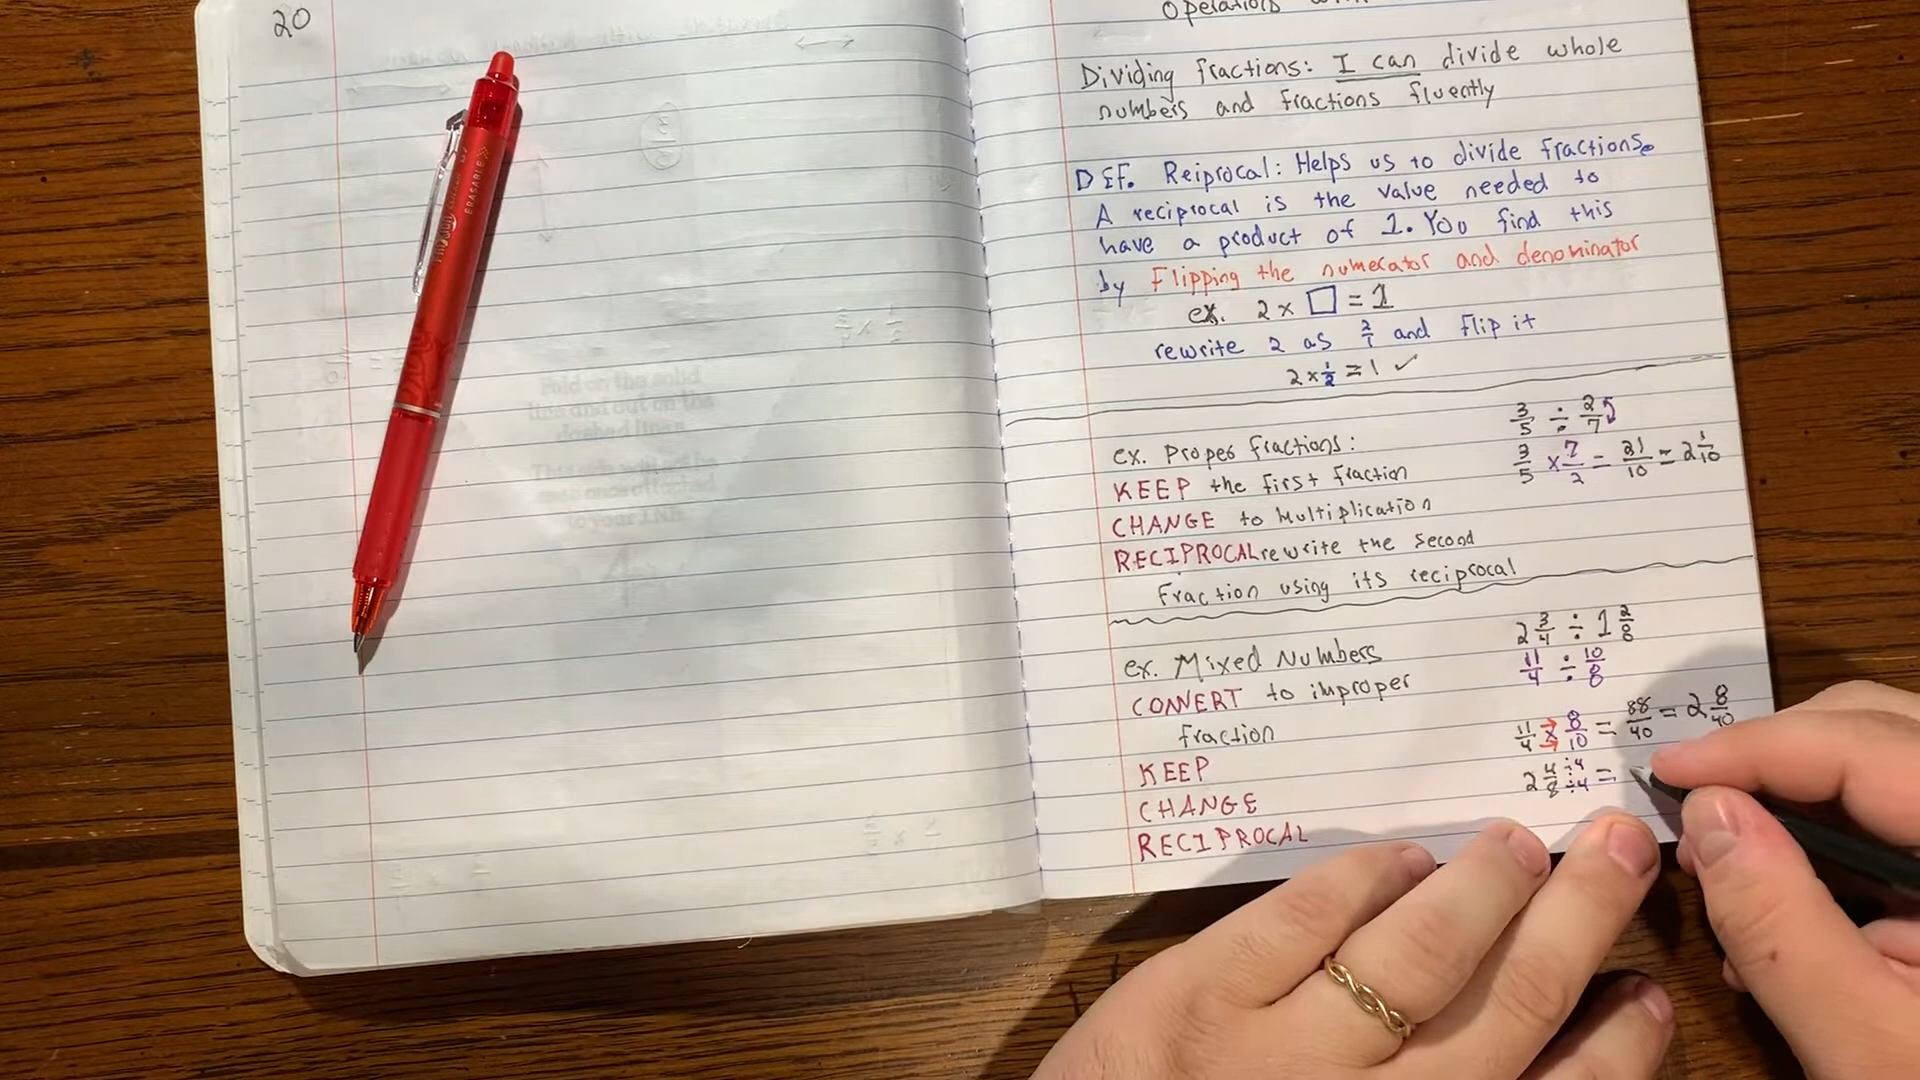 20
Dividing fractions: I can divide whole
numbers and fractions fluently
DEF. Reiprocal: Helps us to divide fractions.
A reciprocal is the value needed to
have a product of 1. You find this
by Flipping the numerator and denominator
ex. 2 × □ = 1
rewrite 2 as 2/1 and flip it
2 × 1/2 = 1 ✓
3/5 ÷ 2/7
ex. Proper fractions:
3/5 × 7/2 = 21/10 = 2 1/10
KEEP the first fraction
CHANGE to Multiplication
RECIPROCAL rewrite the second
fraction using its reciprocal
2 3/4 ÷ 1 2/8
ex. Mixed Numbers
11/4 ÷ 10/8
CONVERT to improper
fraction
11/4 × 8/10 = 88/40 = 2 8/40
KEEP
2 4/8 ÷4/÷4 =
CHANGE
RECIPROCAL
ERASABLE
Fold on the solid